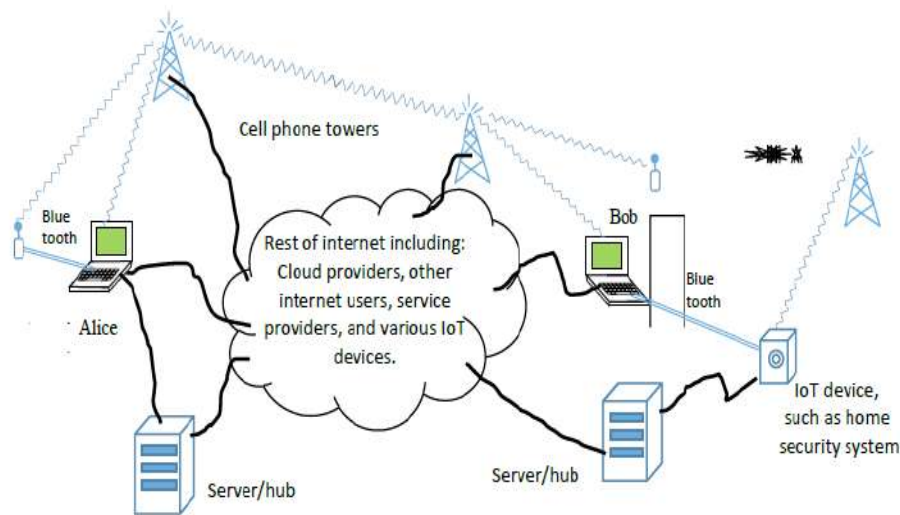 Cell phone towers
Blue
tooth
Alice
Rest of internet including:
Cloud providers, other
internet users, service
providers, and various IoT
devices.
Bob
Blue
tooth
IoT device,
such as home
security system
Server/hub
Server/hub